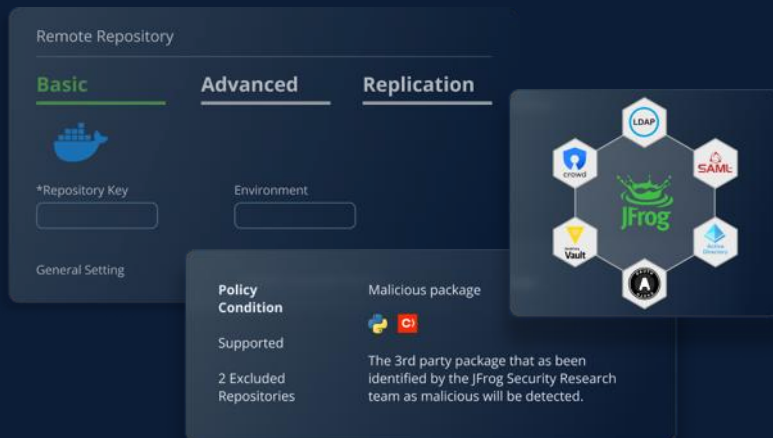 Remote Repository
Basic
Advanced
Replication
*Repository Key
Environment
General Setting
Policy
Condition
Supported
2 Excluded
Repositories
Malicious package
The 3rd party package that as been
identified by the JFrog Security Research
team as malicious will be detected.
LDAP
crowd
SAML
JFrog
Vault
Active
Directory
A